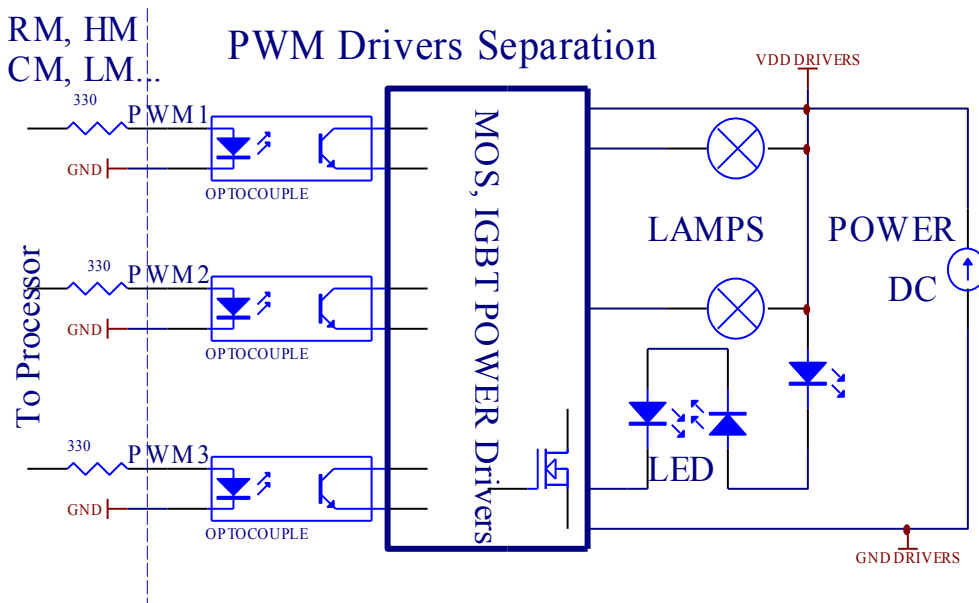 RM, HM
CM, LM...
PWM Drivers Separation
VDD DRIVERS
330
PWM1
GND
OPTOCOUPLE
MOS, IGBT POWER Drivers
LAMPS
POWER
DC
To Processor
330
PWM2
GND
OPTOCOUPLE
330
PWM3
GND
OPTOCOUPLE
LED
GND DRIVERS